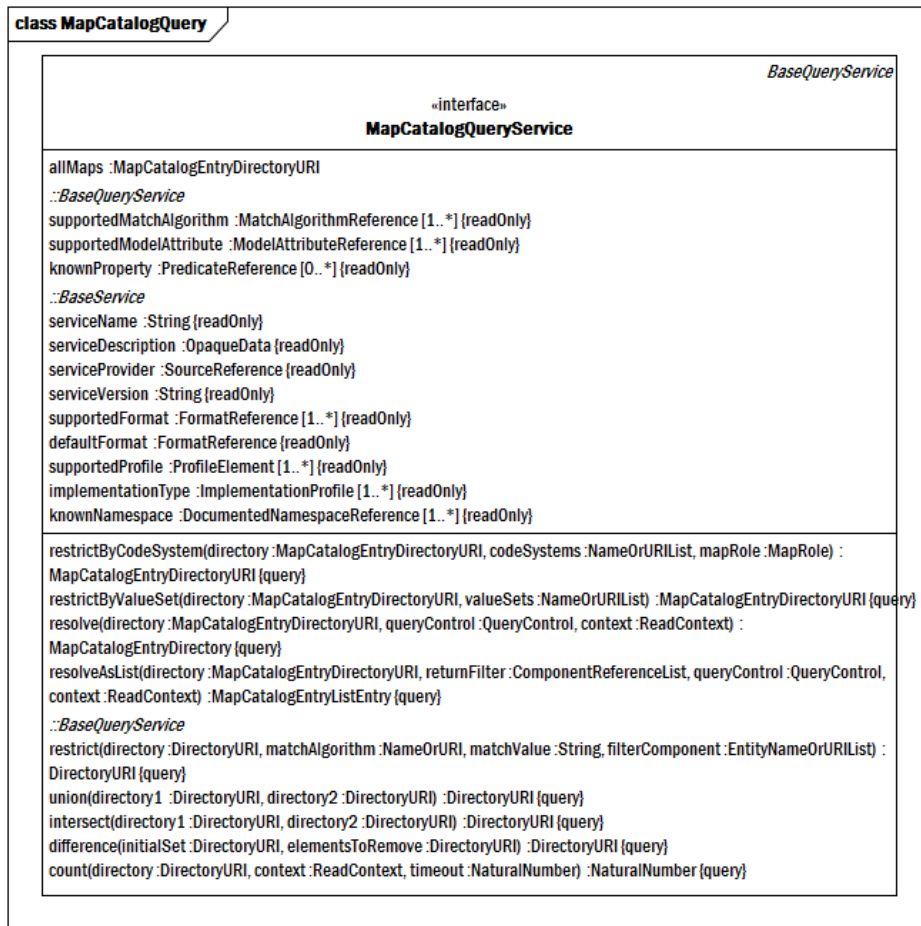 class MapCatalogQuery
BaseQueryService
«interface»
MapCatalogQueryService
allMaps :MapCatalogEntryDirectoryURI
::BaseQueryService
supportedMatchAlgorithm :MatchAlgorithmReference [1..*] {readOnly}
supportedModelAttribute :ModelAttributeReference [1..*] {readOnly}
knownProperty :PredicateReference [0..*] {readOnly}
::BaseService
serviceName :String {readOnly}
serviceDescription :OpaqueData {readOnly}
serviceProvider :SourceReference {readOnly}
serviceVersion :String {readOnly}
supportedFormat :FormatReference [1..*] {readOnly}
defaultFormat :FormatReference {readOnly}
supportedProfile :ProfileElement [1..*] {readOnly}
implementationType :ImplementationProfile [1..*] {readOnly}
knownNamespace :DocumentedNamespaceReference [1..*] {readOnly}
restrictByCodeSystem(directory :MapCatalogEntryDirectoryURI, codeSystems :NameOrURIList, mapRole :MapRole) :
MapCatalogEntryDirectoryURI {query}
restrictByValueSet(directory :MapCatalogEntryDirectoryURI, valueSets :NameOrURIList) :MapCatalogEntryDirectoryURI {query}
resolve(directory :MapCatalogEntryDirectoryURI, queryControl :QueryControl, context :ReadContext) :
MapCatalogEntryDirectory {query}
resolveAsList(directory :MapCatalogEntryDirectoryURI, returnFilter :ComponentReferenceList, queryControl :QueryControl,
context :ReadContext) :MapCatalogEntryListEntry {query}
::BaseQueryService
restrict(directory :DirectoryURI, matchAlgorithm :NameOrURI, matchValue :String, filterComponent :EntityNameOrURIList) :
DirectoryURI {query}
union(directory1 :DirectoryURI, directory2 :DirectoryURI) :DirectoryURI {query}
intersect(directory1 :DirectoryURI, directory2 :DirectoryURI) :DirectoryURI {query}
difference(initialSet :DirectoryURI, elementsToRemove :DirectoryURI) :DirectoryURI {query}
count(directory :DirectoryURI, context :ReadContext, timeout :NaturalNumber) :NaturalNumber {query}